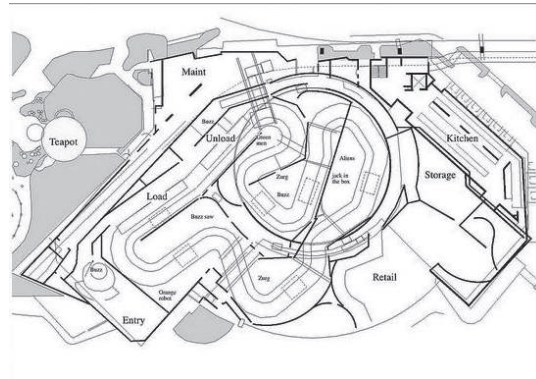 Maint
Buzz
Unload
Green
men
Teapot
Kitchen
Aliens
Zurg
jack in the box
Storage
Buzz
Load
Buzz saw
Buzz
Zurg
Retail
Orange
robot
Entry